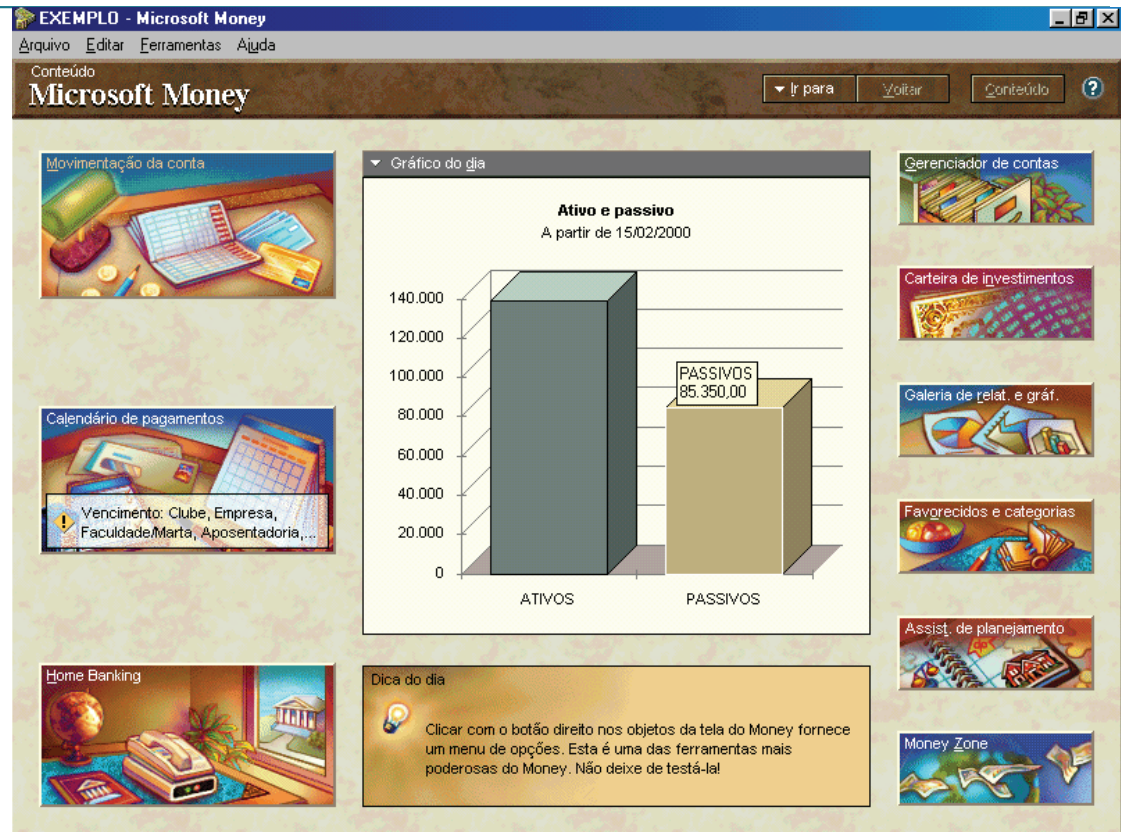 EXEMPLO - Microsoft Money
Arquivo Editar Ferramentas Ajuda
Conteúdo
Microsoft Money
Ir para Voltar Conteúdo ?
Movimentação da conta
Gráfico do dia
Ativo e passivo
A partir de 15/02/2000
140.000
120.000
100.000
80.000
60.000
40.000
20.000
0
PASSIVOS
85.350,00
ATIVOS PASSIVOS
Gerenciador de contas
Carteira de investimentos
Calendário de pagamentos
Vencimento: Clube, Empresa,
Faculdade/Marta, Aposentadoria,...
Galeria de relat. e gráf.
Favorecidos e categorias
Assist. de planejamento
Home Banking
Dica do dia
Clicar com o botão direito nos objetos da tela do Money fornece
um menu de opções. Esta é uma das ferramentas mais
poderosas do Money. Não deixe de testá-la!
Money Zone